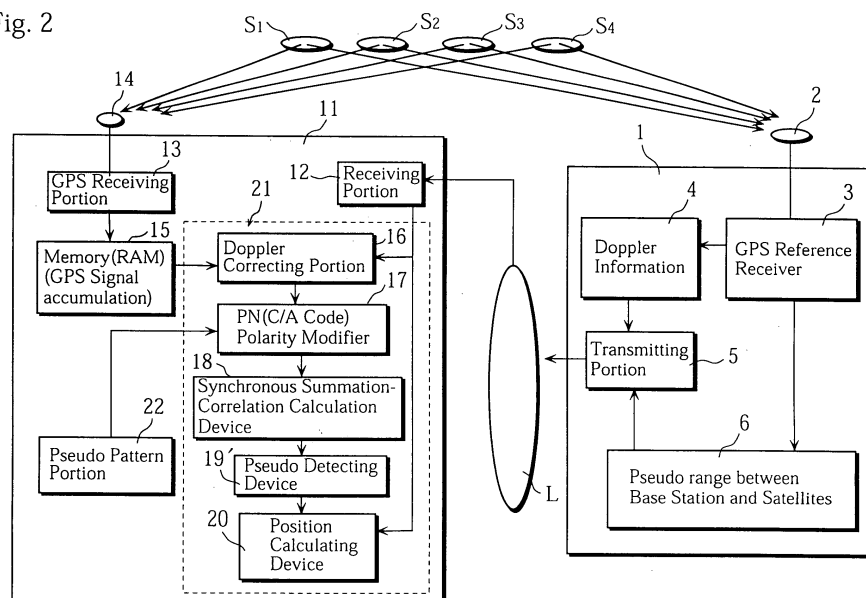 Fig. 2
S1
S2
S3
S4
14
11
2
13
GPS Receiving
Portion
12
Receiving
Portion
1
4
3
21
15
Memory(RAM)
(GPS Signal
accumulation)
16
Doppler
Correcting Portion
Doppler
Information
GPS Reference
Receiver
17
PN(C/A Code)
Polarity Modifier
Transmitting
Portion
5
18
Synchronous Summation-
Correlation Calculation
Device
22
Pseudo Pattern
Portion
19'
Pseudo Detecting
Device
L
6
Pseudo range between
Base Station and Satellites
20
Position
Calculating
Device